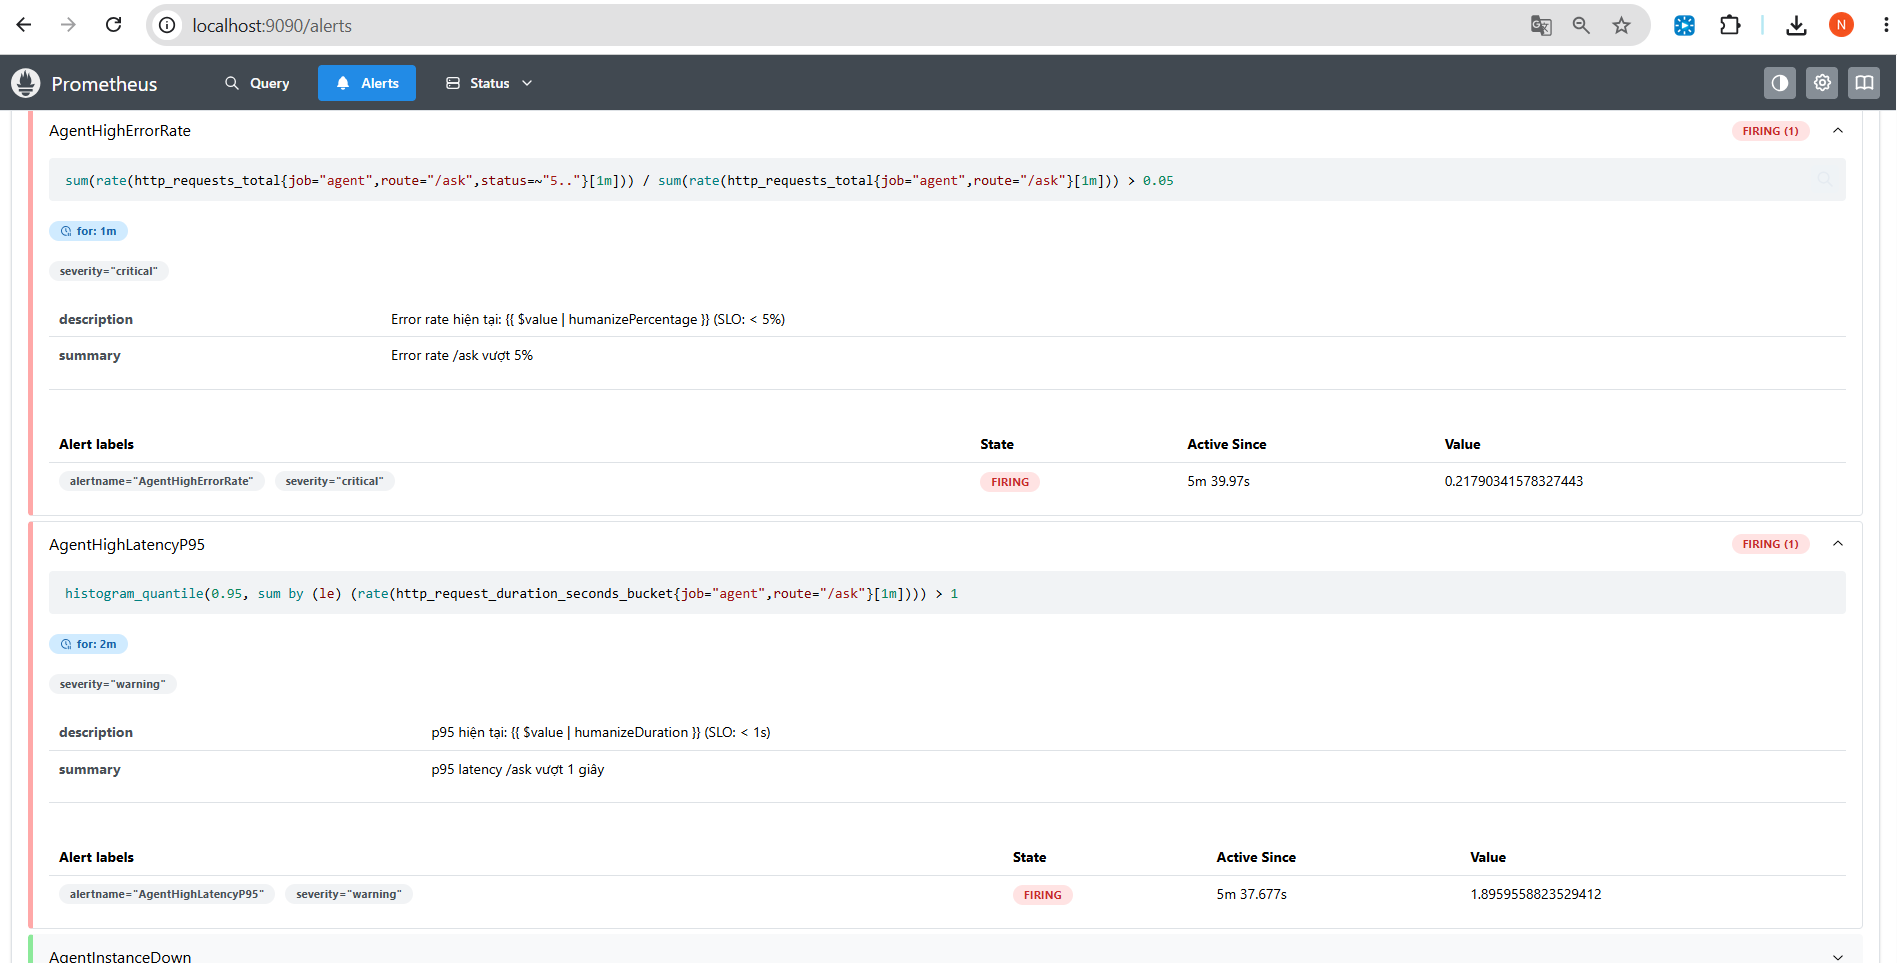 localhost:9090/alerts
N
Prometheus
Query
Alerts
Status
AgentHighErrorRate
FIRING (1)
sum(rate(http_requests_total{job="agent",route="/ask",status=~"5.."}[1m])) / sum(rate(http_requests_total{job="agent",route="/ask"}[1m])) > 0.05
for: 1m
severity="critical"
description Error rate hiện tại: {{ $value | humanizePercentage }} (SLO: < 5%)
summary Error rate /ask vượt 5%
Alert labels State Active Since Value
alertname="AgentHighErrorRate" severity="critical" FIRING 5m 39.97s 0.21790341578327443
AgentHighLatencyP95
FIRING (1)
histogram_quantile(0.95, sum by (le) (rate(http_request_duration_seconds_bucket{job="agent",route="/ask"}[1m]))) > 1
for: 2m
severity="warning"
description p95 hiện tại: {{ $value | humanizeDuration }} (SLO: < 1s)
summary p95 latency /ask vượt 1 giây
Alert labels State Active Since Value
alertname="AgentHighLatencyP95" severity="warning" FIRING 5m 37.677s 1.8959558823529412
AgentInstanceDown